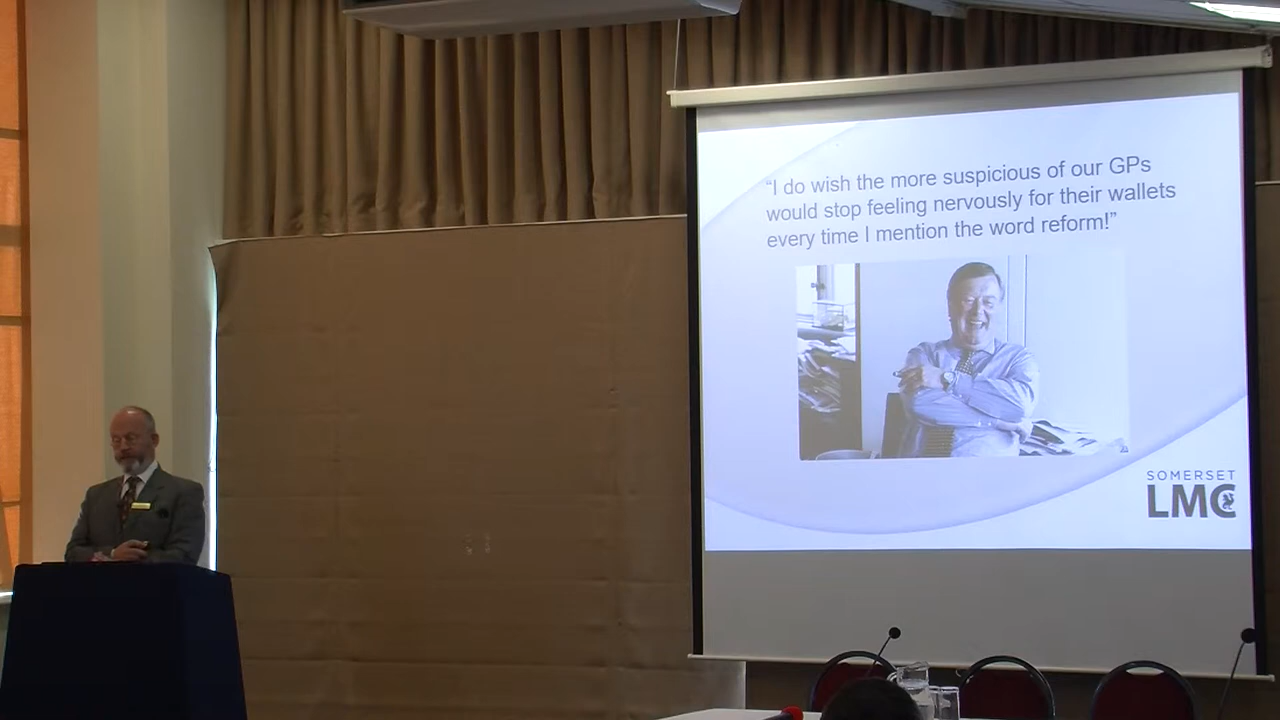 “I do wish the more suspicious of our GPs
would stop feeling nervously for their wallets
every time I mention the word reform!”
SOMERSET
LMC